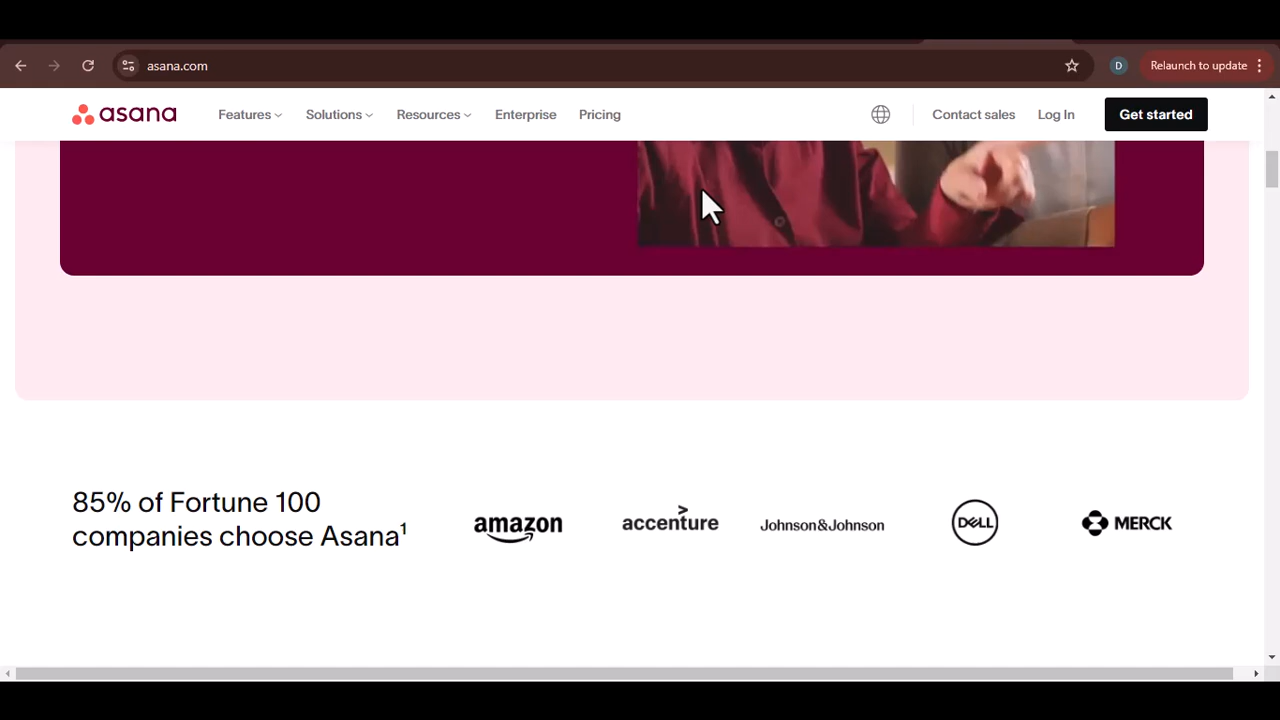 asana.com
D
Relaunch to update
asana
Features
Solutions
Resources
Enterprise
Pricing
Contact sales
Log In
Get started
85% of Fortune 100
companies choose Asana¹
amazon
accenture
Johnson&Johnson
DELL
MERCK